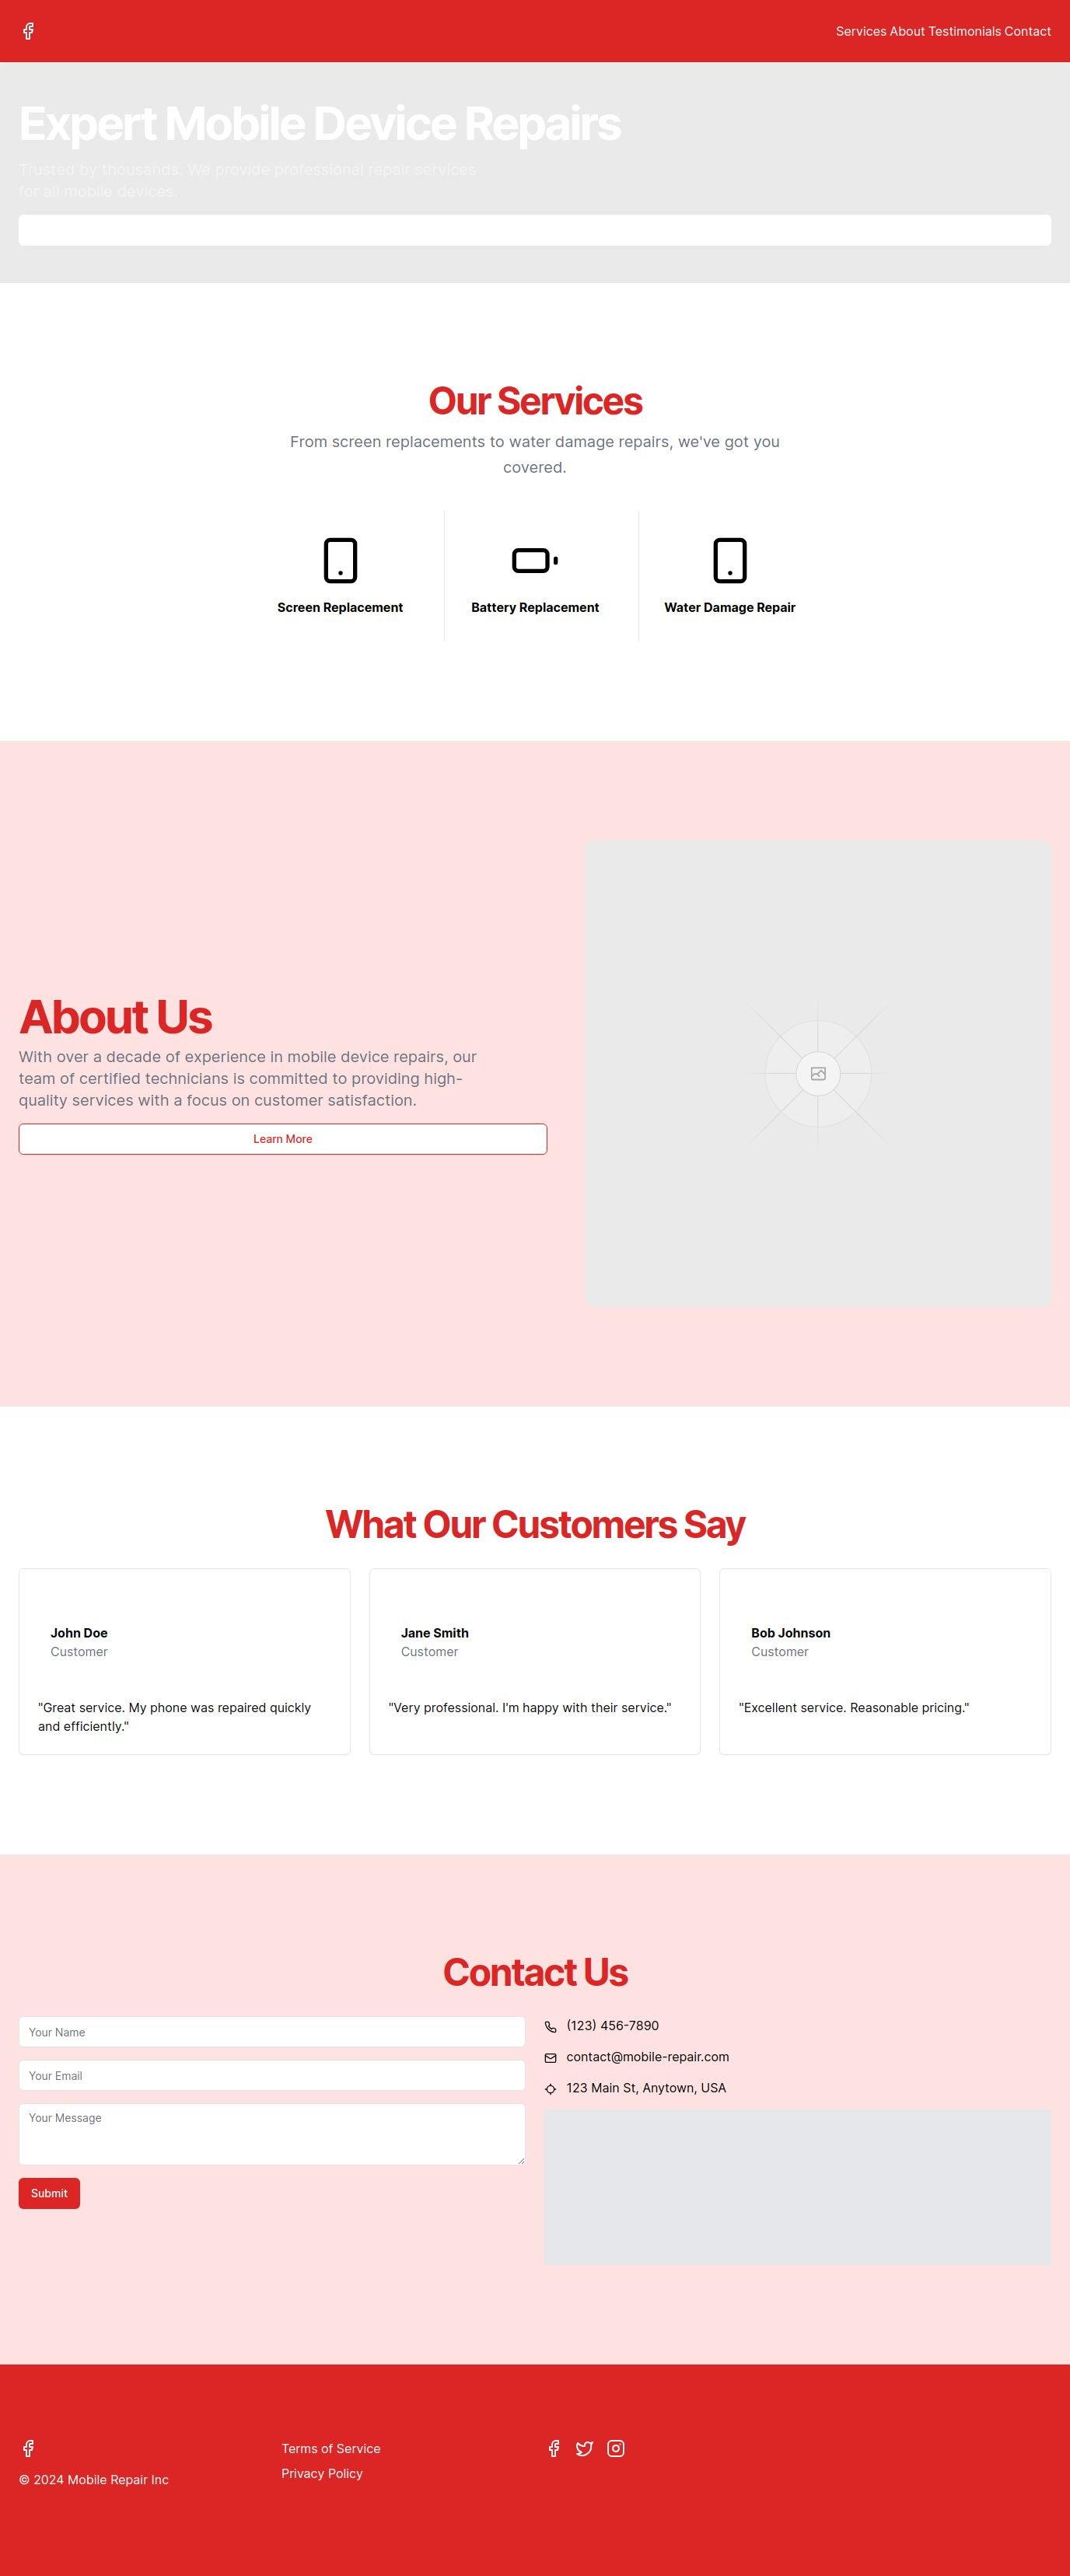 Services About Testimonials Contact
Expert Mobile Device Repairs
Trusted by thousands. We provide professional repair services
for all mobile devices.
Our Services
From screen replacements to water damage repairs, we've got you
covered.
Screen Replacement
Battery Replacement
Water Damage Repair
About Us
With over a decade of experience in mobile device repairs, our
team of certified technicians is committed to providing high-
quality services with a focus on customer satisfaction.
Learn More
What Our Customers Say
John Doe
Customer
"Great service. My phone was repaired quickly
and efficiently."
Jane Smith
Customer
"Very professional. I'm happy with their service."
Bob Johnson
Customer
"Excellent service. Reasonable pricing."
Contact Us
Your Name
Your Email
Your Message
Submit
(123) 456-7890
contact@mobile-repair.com
123 Main St, Anytown, USA
© 2024 Mobile Repair Inc
Terms of Service
Privacy Policy